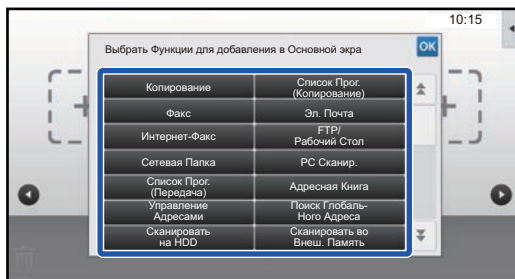 10:15
Выбрать Функции для добавления в Основной экра
OK
Копирование
Список Прог.
(Копирование)
Факс
Эл. Почта
Интернет-Факс
FTP/
Рабочий Стол
Сетевая Папка
PC Сканир.
Список Прог.
(Передача)
Адресная Книга
Управление
Адресами
Поиск Глобаль-
Ного Адреса
Сканировать
на HDD
Сканировать во
Внеш. Память